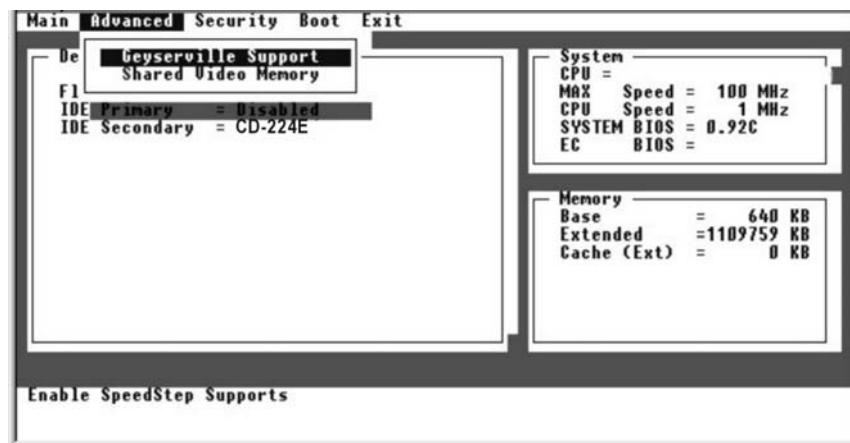 Main Advanced Security Boot Exit
De
Geyserville Support
Shared Video Memory
Fl
IDE Primary = Disabled
IDE Secondary = CD-224E
System
CPU =
MAX Speed = 100 MHz
CPU Speed = 1 MHz
SYSTEM BIOS = 0.92C
EC BIOS =
Memory
Base = 640 KB
Extended =1109759 KB
Cache (Ext) = 0 KB
Enable SpeedStep Supports